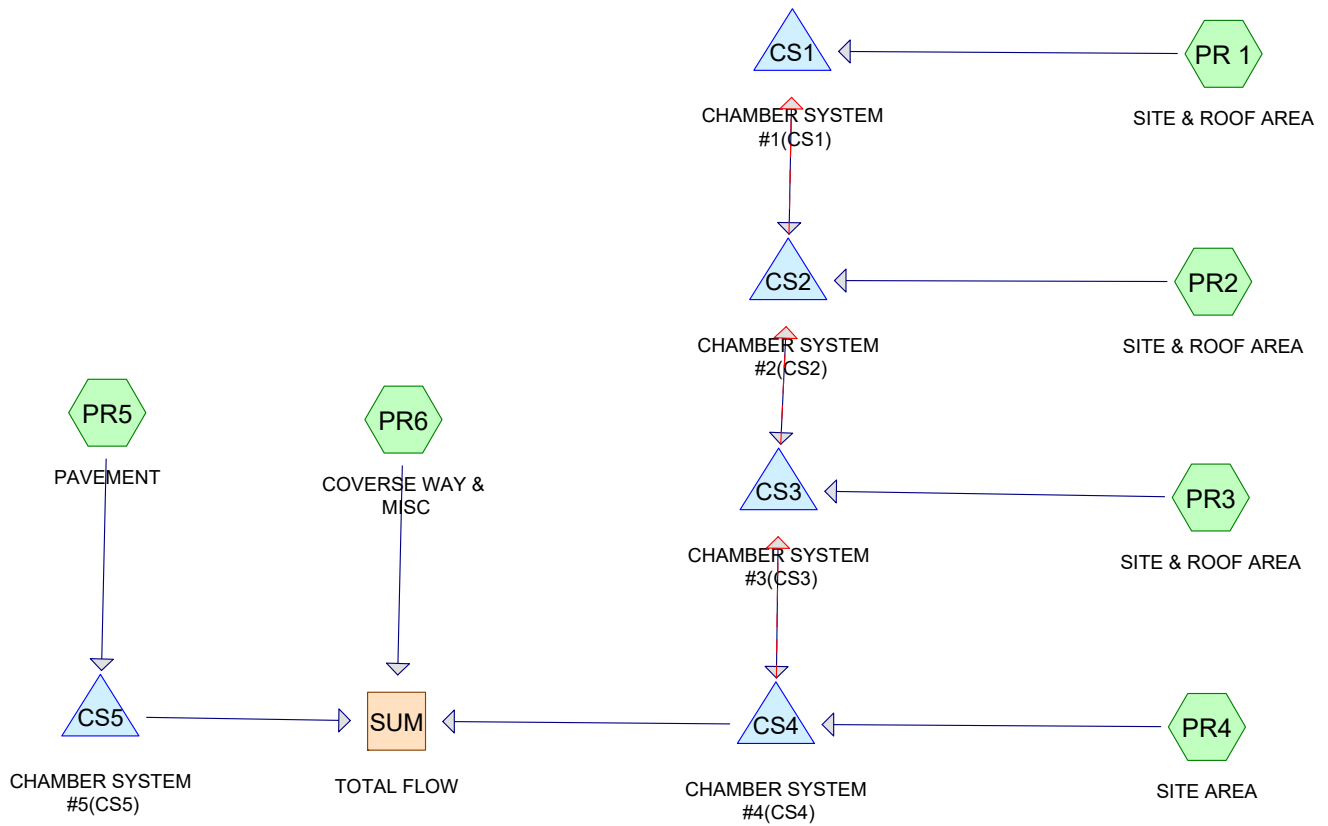 CS1
PR 1
CHAMBER SYSTEM
#1(CS1)
SITE & ROOF AREA
CS2
PR2
CHAMBER SYSTEM
#2(CS2)
SITE & ROOF AREA
PR5
PR6
PAVEMENT
COVERSE WAY &
MISC
CS3
PR3
CHAMBER SYSTEM
#3(CS3)
SITE & ROOF AREA
CS5
SUM
CS4
PR4
CHAMBER SYSTEM
#5(CS5)
TOTAL FLOW
CHAMBER SYSTEM
#4(CS4)
SITE AREA